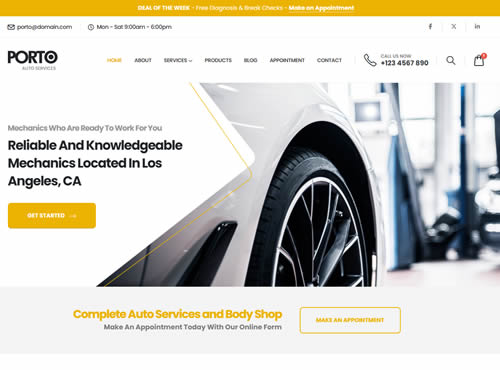 DEAL OF THE WEEK - Free Diagnosis & Break Checks - Make an Appointment
porto@domain.com Mon - Sat 9:00am - 6:00pm
PORTO
AUTO SERVICES
HOME ABOUT SERVICES PRODUCTS BLOG APPOINTMENT CONTACT
CALL US NOW
+123 4567 890
Mechanics Who Are Ready To Work For You
Reliable And Knowledgeable
Mechanics Located In Los
Angeles, CA
GET STARTED
Complete Auto Services and Body Shop
Make An Appointment Today With Our Online Form
MAKE AN APPOINTMENT